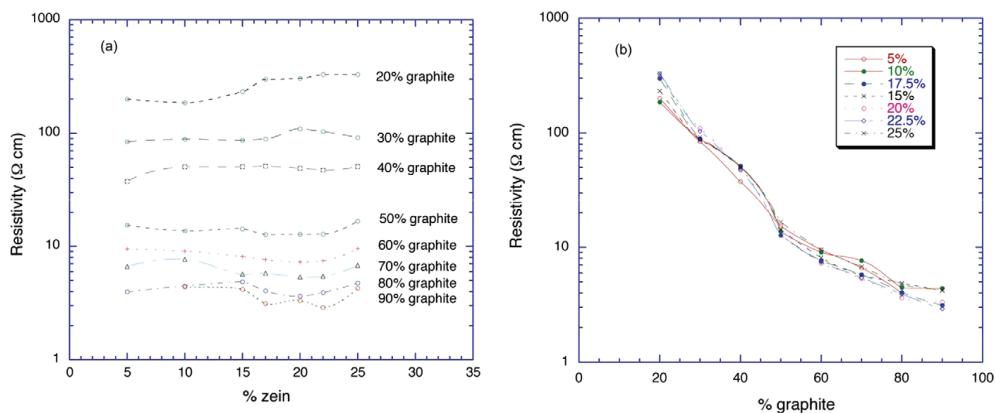 (a)
1000
100
10
1
Resistivity (Ω cm)
20% graphite
30% graphite
40% graphite
50% graphite
60% graphite
70% graphite
80% graphite
90% graphite
0 5 10 15 20 25 30 35
% zein
(b)
1000
100
10
1
Resistivity (Ω cm)
5%
10%
17.5%
15%
20%
22.5%
25%
0 20 40 60 80 100
% graphite